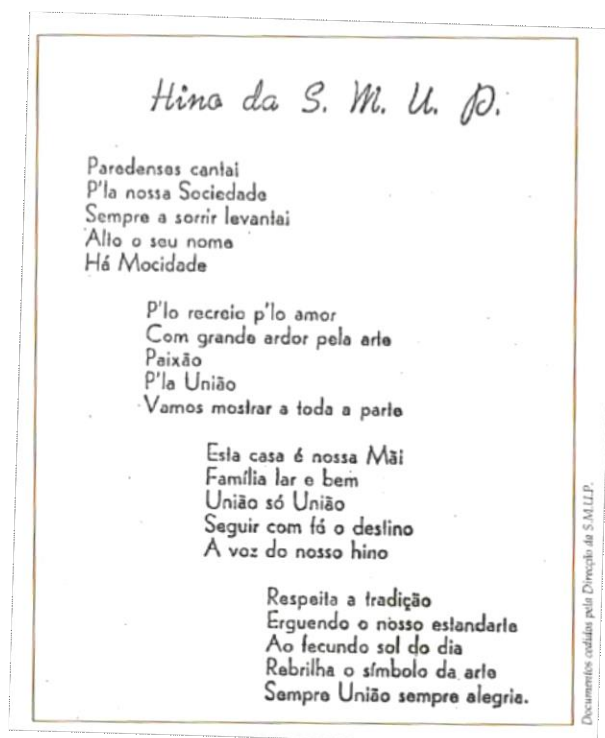 Hino da S. M. U. P.
Paredenses cantai
P'la nossa Sociedade
Sempre a sorrir levantai
Alto o seu nome
Há Mocidade
P'lo recreio p'lo amor
Com grande ardor pela arte
Paixão
P'la União
Vamos mostrar a toda a parte
Esta casa é nossa Mãi
Família lar e bem
União só União
Seguir com fé o destino
A voz do nosso hino
Respeita a tradição
Erguendo o nosso estandarte
Ao fecundo sol do dia
Rebrilha o símbolo da arte
Sempre União sempre alegria.
Documentos cedidos pela Direcção da S.M.U.P.